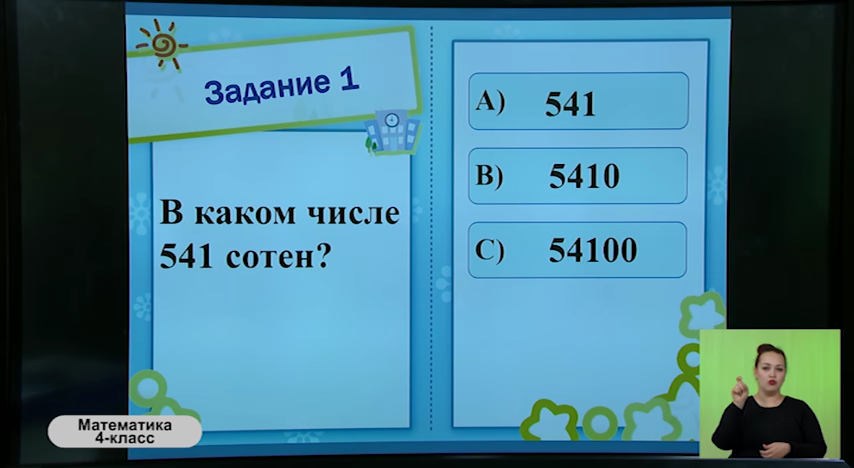 Задание 1
В каком числе
541 сотен?
A) 541
B) 5410
C) 54100
Математика
4-класс